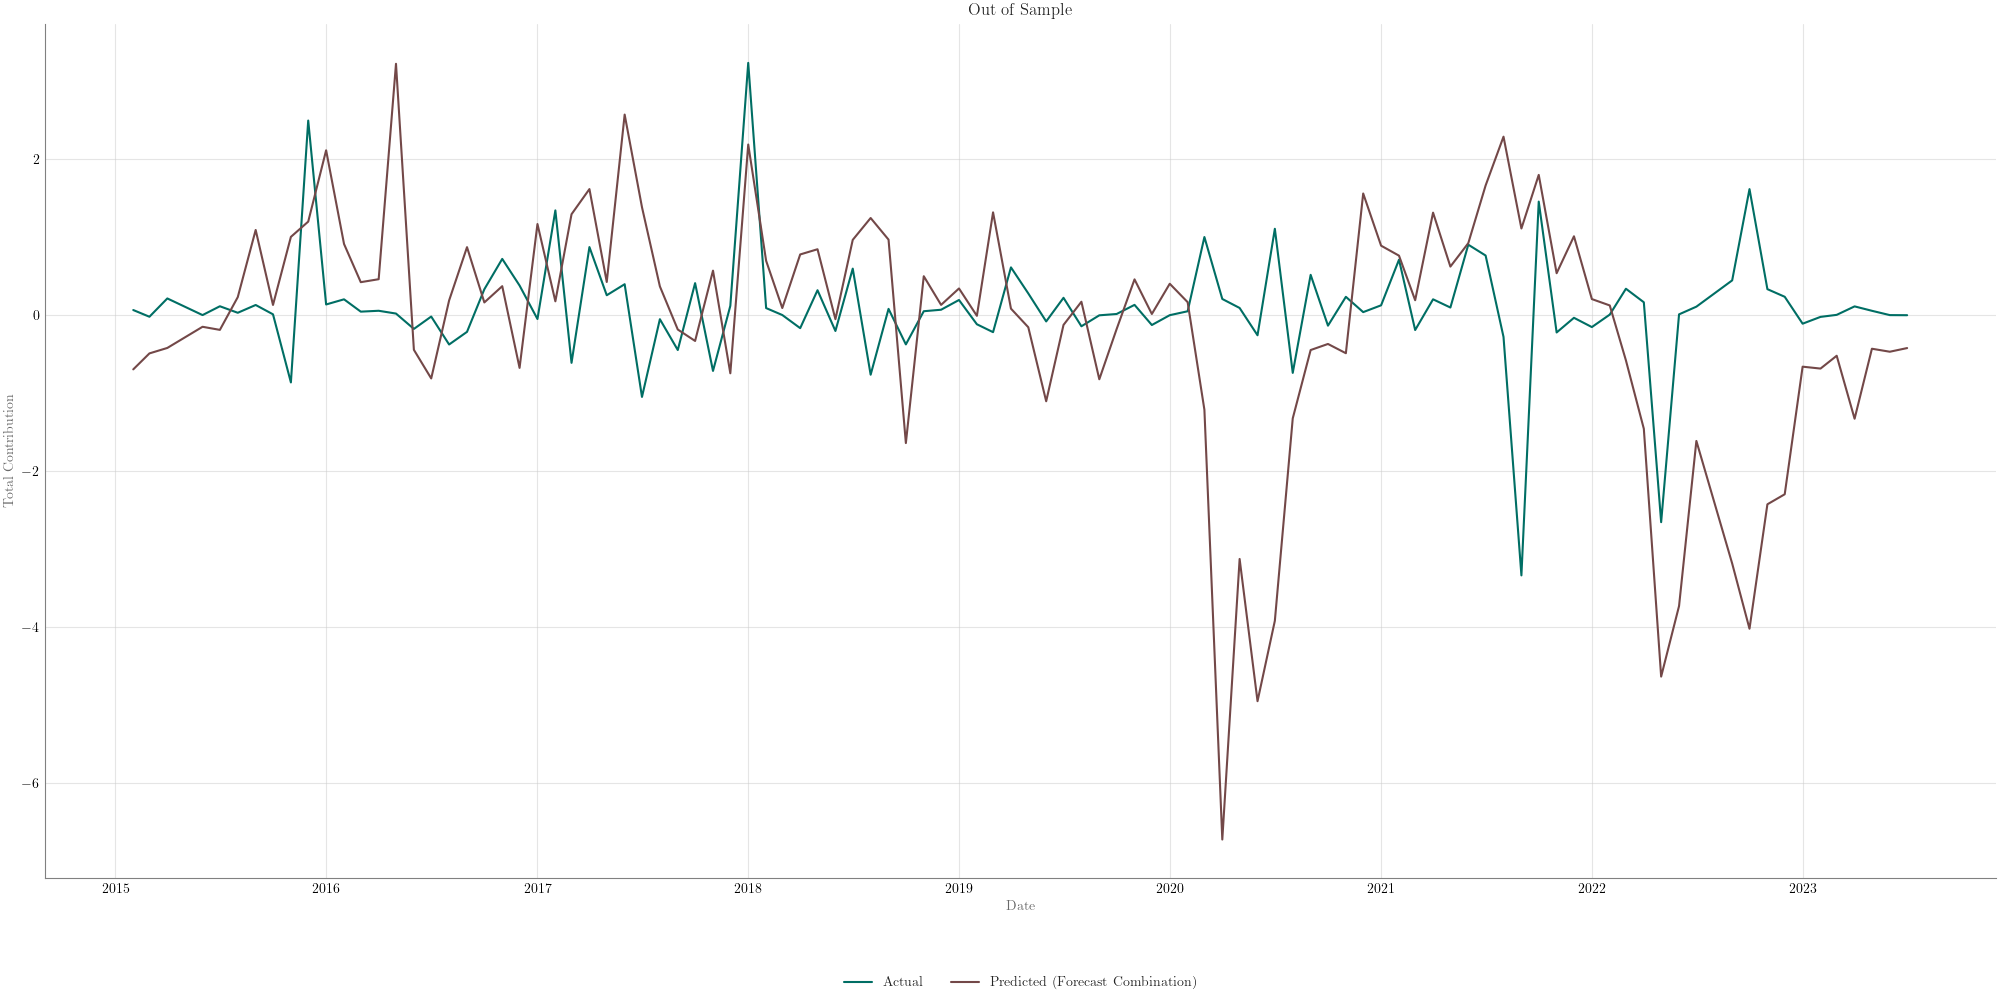 Out of Sample
Total Contribution
2
0
−2
−4
−6
2015 2016 2017 2018 2019 2020 2021 2022 2023
Date
Actual Predicted (Forecast Combination)